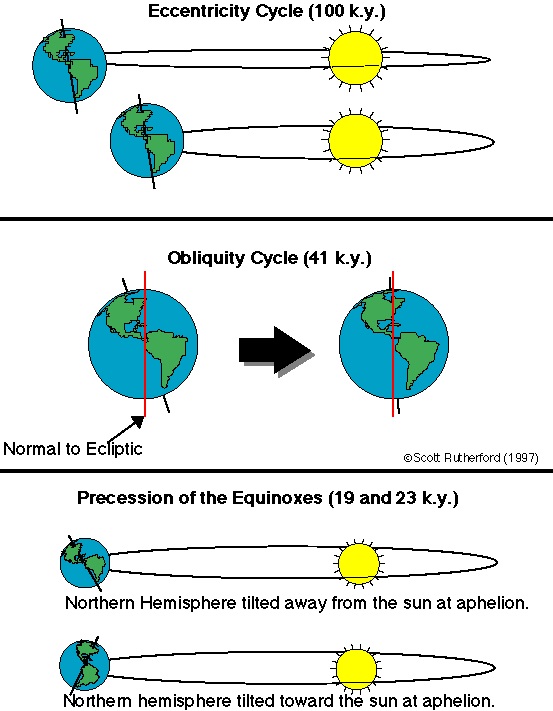 Eccentricity Cycle (100 k.y.)
Obliquity Cycle (41 k.y.)
Normal to Ecliptic
©Scott Rutherford (1997)
Precession of the Equinoxes (19 and 23 k.y.)
Northern Hemisphere tilted away from the sun at aphelion.
Northern hemisphere tilted toward the sun at aphelion.